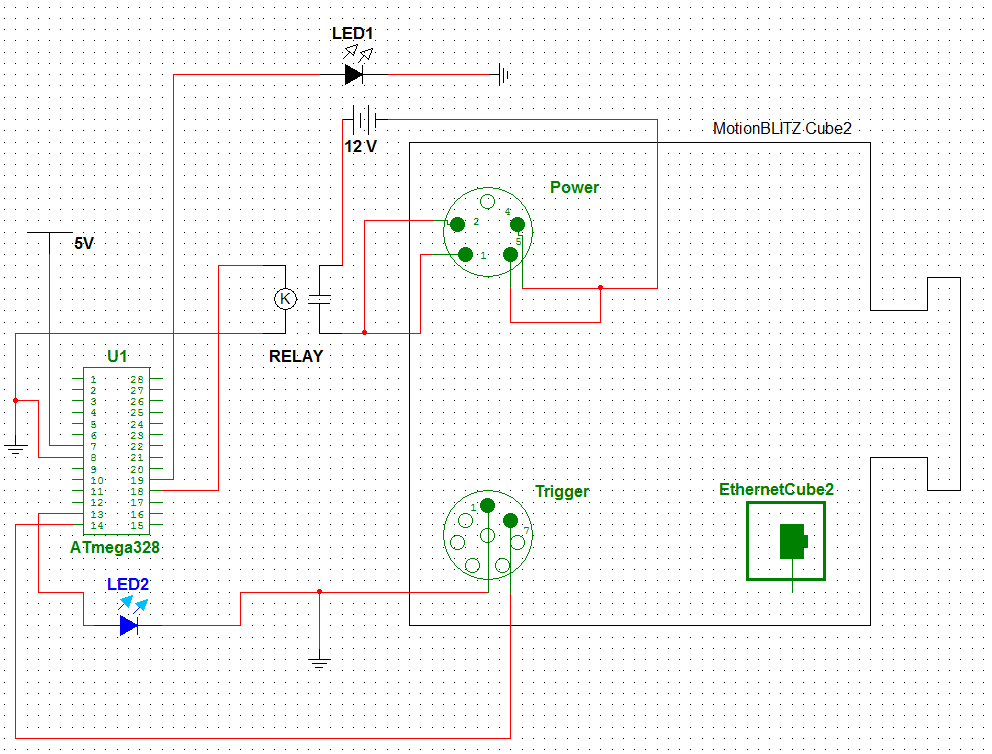 LED1
12 V
MotionBLITZ Cube2
Power
2
4
5
1
5V
K
RELAY
U1
1 28
2 27
3 26
4 25
5 24
6 23
7 22
8 21
9 20
10 19
11 18
12 17
13 16
14 15
ATmega328
Trigger
1
7
EthernetCube2
LED2